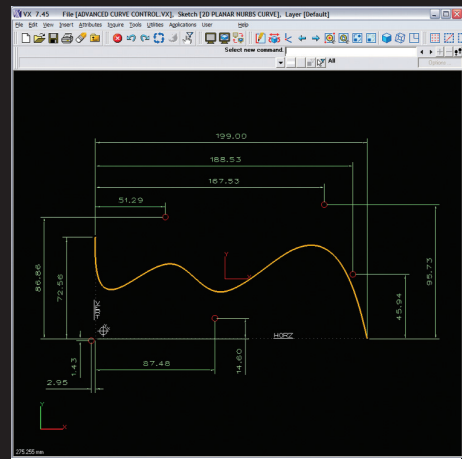 VX 7.45 File [ADVANCED CURVE CONTROL.VX], Sketch [2D PLANAR NURBS CURVE], Layer [Default]
File Edit View Insert Attributes Inquire Tools Utilities Applications User Help
Select new command.
All
Options
199.00
188.53
167.53
51.29
86.86
72.56
95.73
45.94
Y
X
VERT
HORZ
1.43
14.60
87.48
2.95
Y
X
275.255 mm